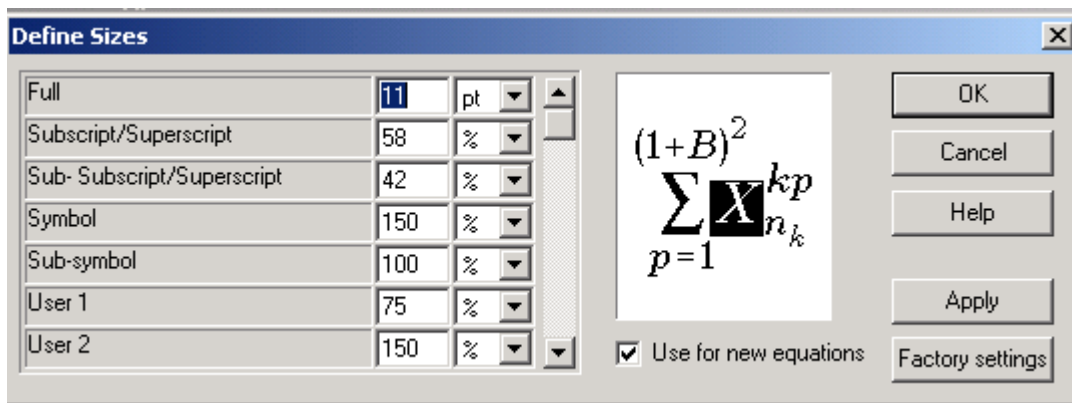 Define Sizes
Full 11 pt
Subscript/Superscript 58 %
Sub- Subscript/Superscript 42 %
Symbol 150 %
Sub-symbol 100 %
User 1 75 %
User 2 150 %
(1+B)²
∑ X kp
n k
p=1
Use for new equations
OK
Cancel
Help
Apply
Factory settings